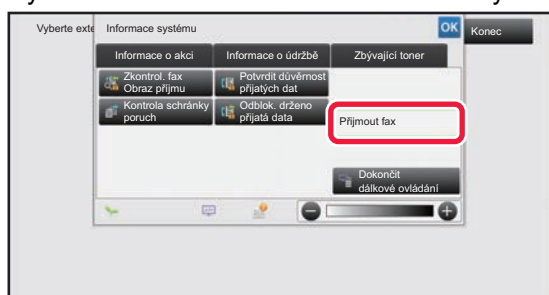 Vyberte exte
Informace systému
OK
Konec
Informace o akci
Informace o údržbě
Zbývající toner
Zkontrol. fax
Obraz příjmu
Potvrdit důvěrnost
přijatých dat
Kontrola schránky
poruch
Odblok. drženo
přijatá data
Přijmout fax
Dokončit
dálkové ovládání